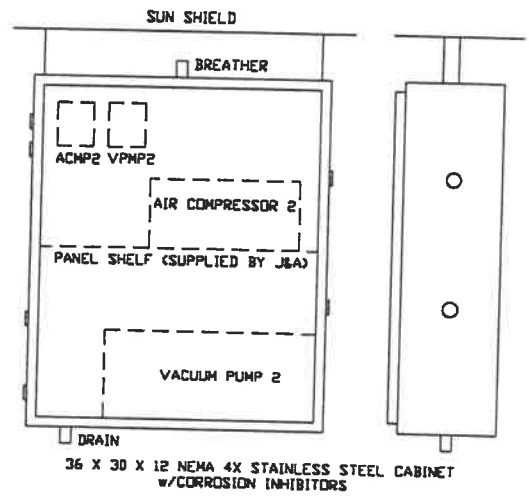 SUN SHIELD
BREATHER
ACMP2 VPMP2
AIR COMPRESSOR 2
PANEL SHELF (SUPPLIED BY J&A)
VACUUM PUMP 2
DRAIN
36 X 30 X 12 NEMA 4X STAINLESS STEEL CABINET
w/CORROSION INHIBITORS